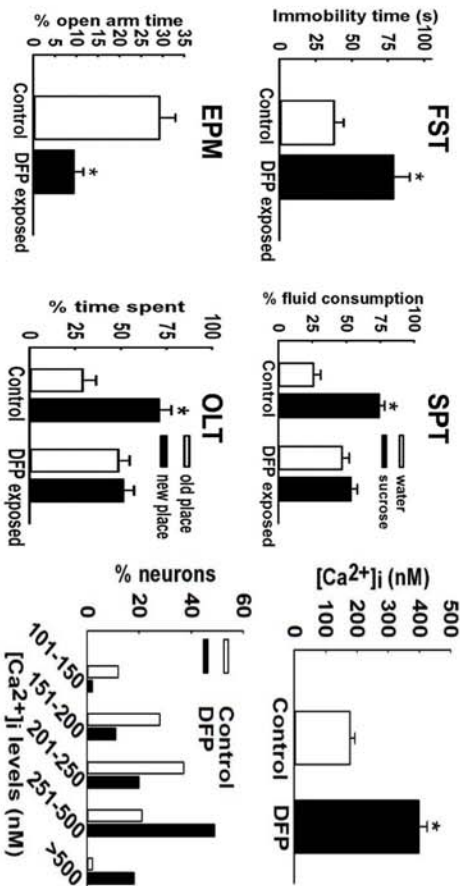 [Ca2+]i (nM)
500
400
300
200
100
0
*
Control
DFP
% neurons
60
40
20
0
Control
DFP
101-150
151-200
201-250
251-500
>500
[Ca2+]i levels (nM)
SPT
% fluid consumption
100
75
50
25
0
*
water
sucrose
Control
DFP exposed
OLT
% time spent
100
75
50
25
0
*
old place
new place
Control
DFP exposed
FST
Immobility time (s)
100
75
50
25
0
*
Control
DFP exposed
EPM
% open arm time
35
30
25
20
15
10
5
0
*
Control
DFP exposed